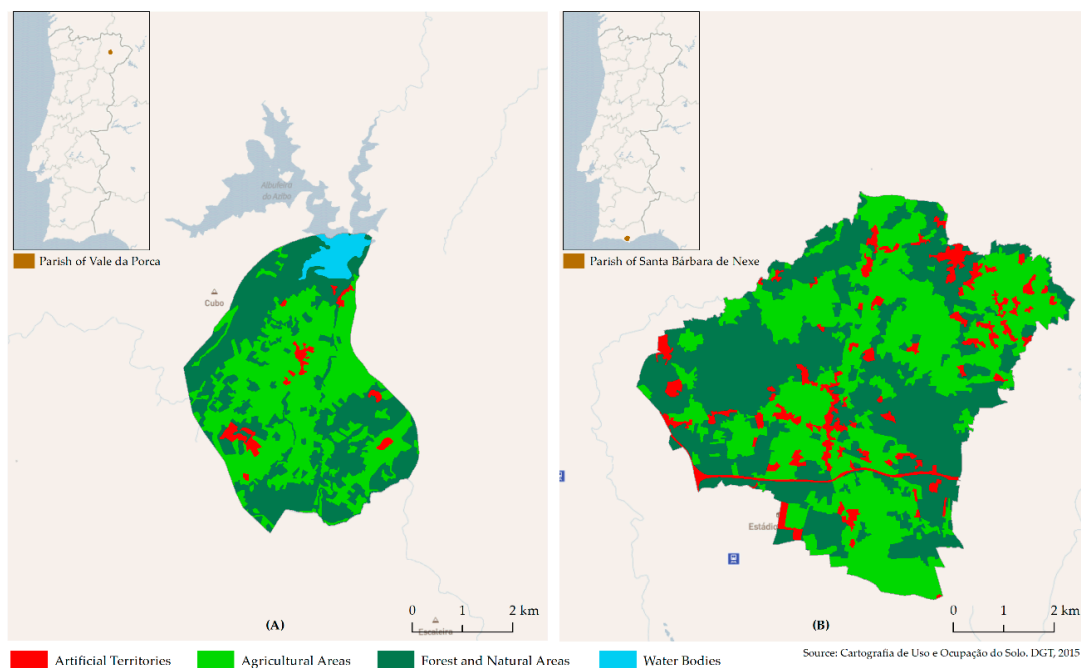 Albufeira
do Azibo
Parish of Vale da Porca
Parish of Santa Bárbara de Nexe
Cubo
Estádio
Escaleira
0 1 2 km
0 1 2 km
(A)
(B)
Artificial Territories
Agricultural Areas
Forest and Natural Areas
Water Bodies
Source: Cartografia de Uso e Ocupação do Solo. DGT, 2015